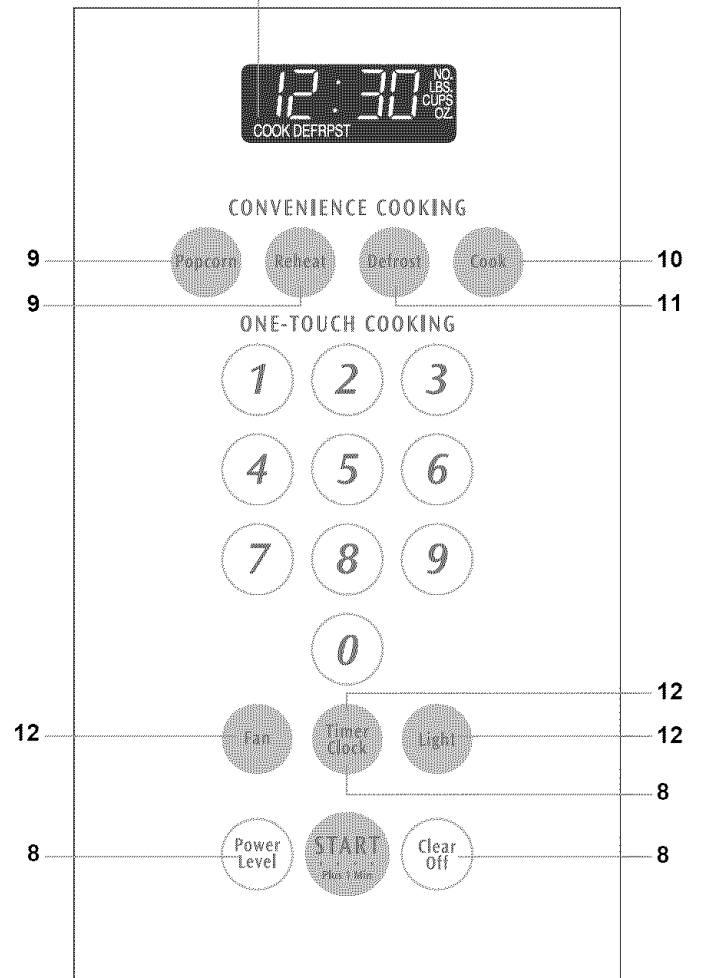 12:30
NO.
LBS.
CUPS
OZ.
COOK DEFRPST
CONVENIENCE COOKING
9 Popcorn Reheat Defrost Cook 10
9 11
ONE-TOUCH COOKING
1 2 3
4 5 6
7 8 9
0
12
12 Fan Timer Clock Light 12
8
8 Power Level START Clear Off 8
Plus 1 Min